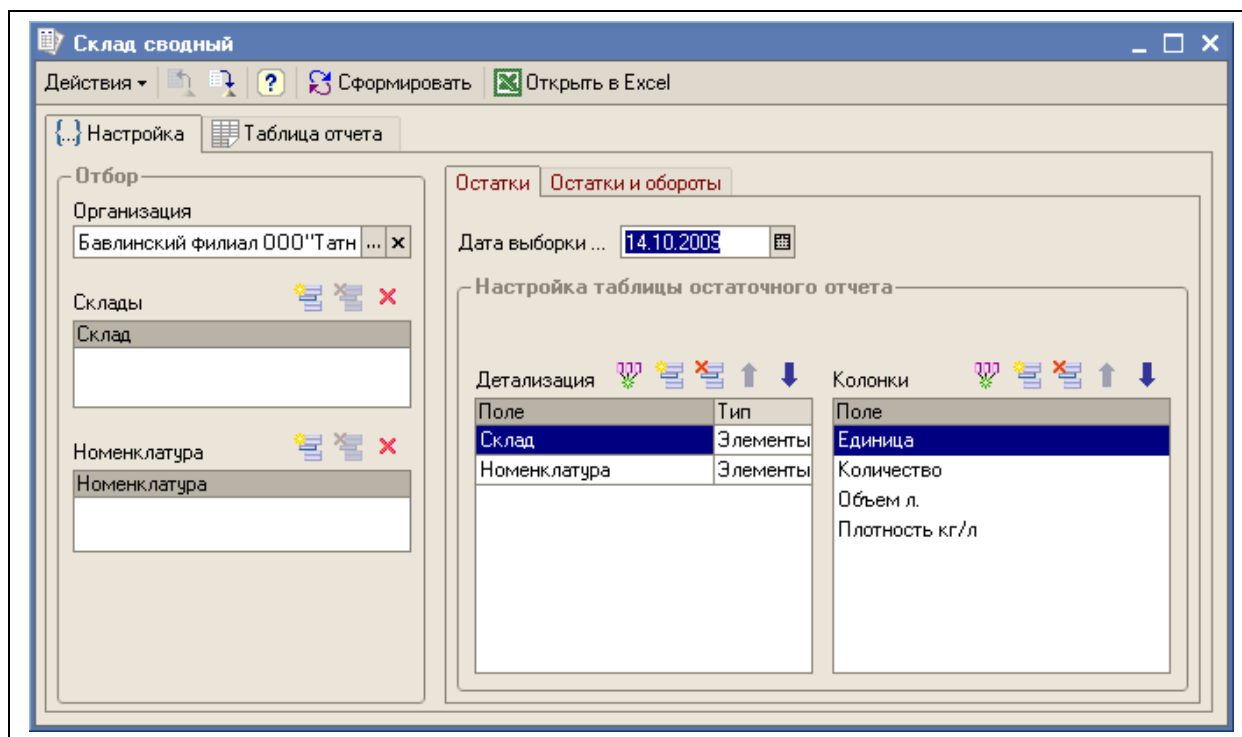 Склад сводный
Действия Сформировать Открыть в Excel
{...} Настройка Таблица отчета
Отбор
Организация
Бавлинский филиал ООО"Татн ... x
Склады
Склад
Номенклатура
Номенклатура
Остатки Остатки и обороты
Дата выборки ... 14.10.2009
Настройка таблицы остаточного отчета
Детализация
Поле Тип
Склад Элементы
Номенклатура Элементы
Колонки
Поле
Единица
Количество
Объем л.
Плотность кг/л